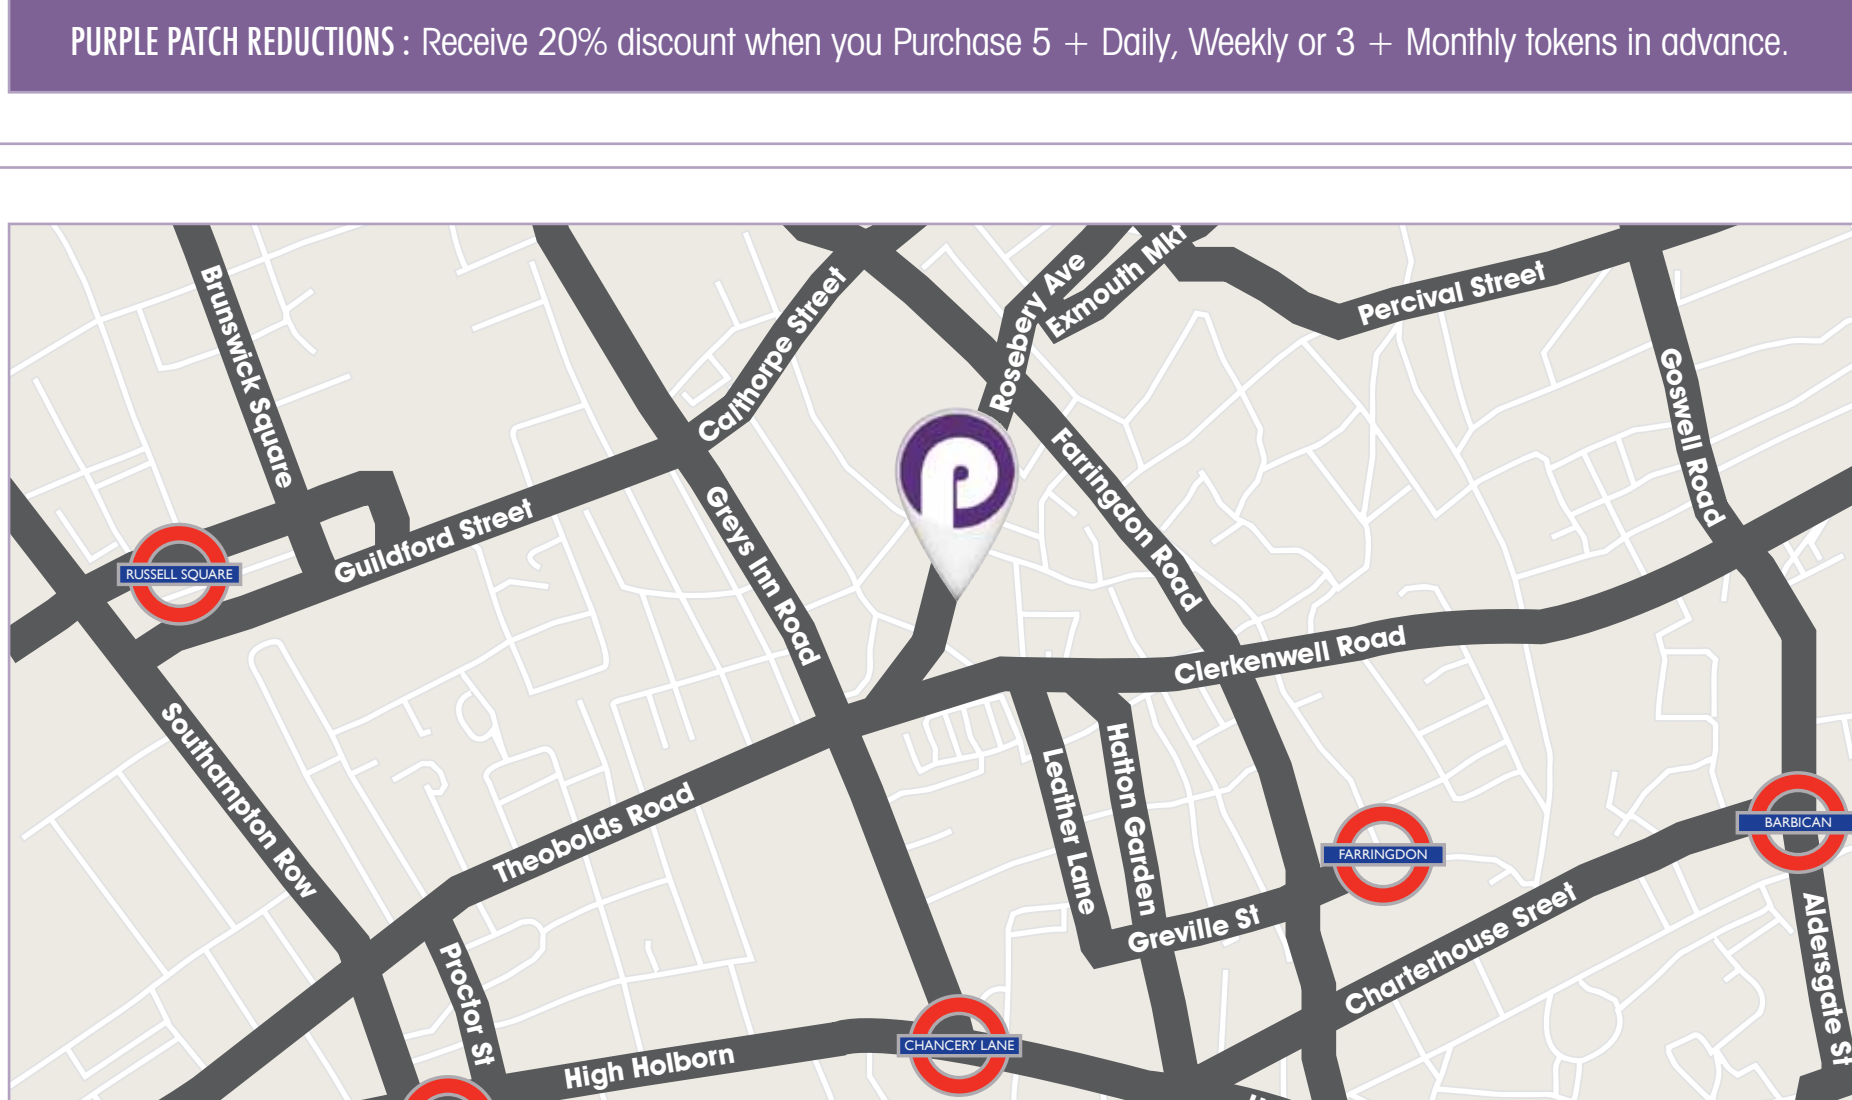 PURPLE PATCH REDUCTIONS : Receive 20% discount when you Purchase 5 + Daily, Weekly or 3 + Monthly tokens in advance.
Brunswick Square
Calthorpe Street
Rosebery Ave
Exmouth Mkt
Percival Street
Goswell Road
Guildford Street
Greys Inn Road
Farringdon Road
RUSSELL SQUARE
Clerkenwell Road
Southampton Row
Theobolds Road
Leather Lane
Hatton Garden
BARBICAN
FARRINGDON
Greville St
Charterhouse Sreet
Aldersgate St
Proctor St
CHANCERY LANE
High Holborn